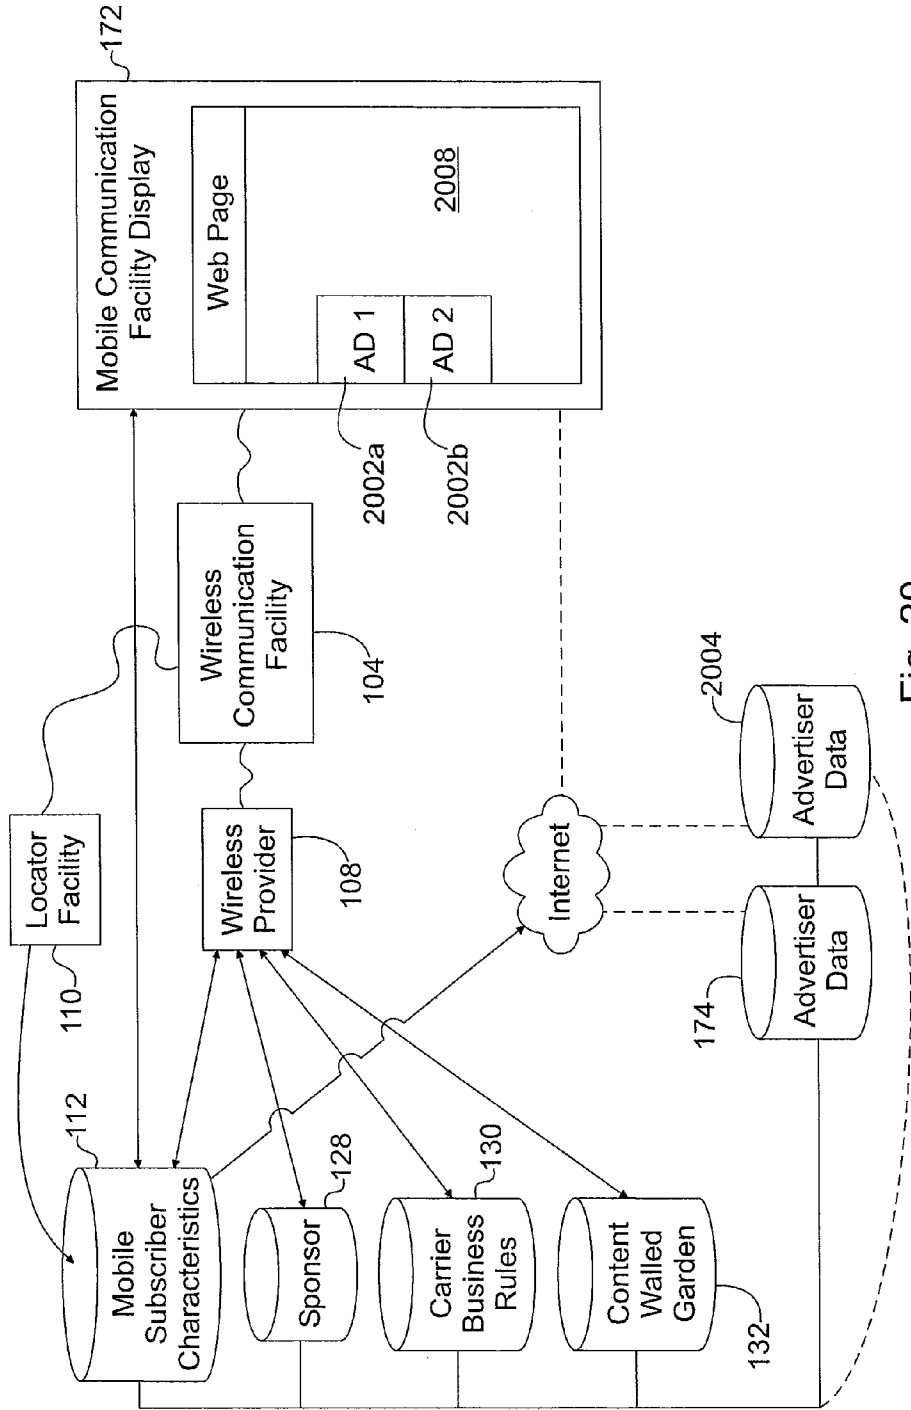 112
Mobile
Subscriber
Characteristics
110
Locator
Facility
172
Mobile Communication
Facility Display
Web Page
2008
AD 1
AD 2
2002a
2002b
Wireless
Communication
Facility
104
Wireless
Provider
108
Sponsor
128
Carrier
Business
Rules
130
Content
Walled
Garden
132
Internet
174
Advertiser
Data
2004
Advertiser
Data
Fig.